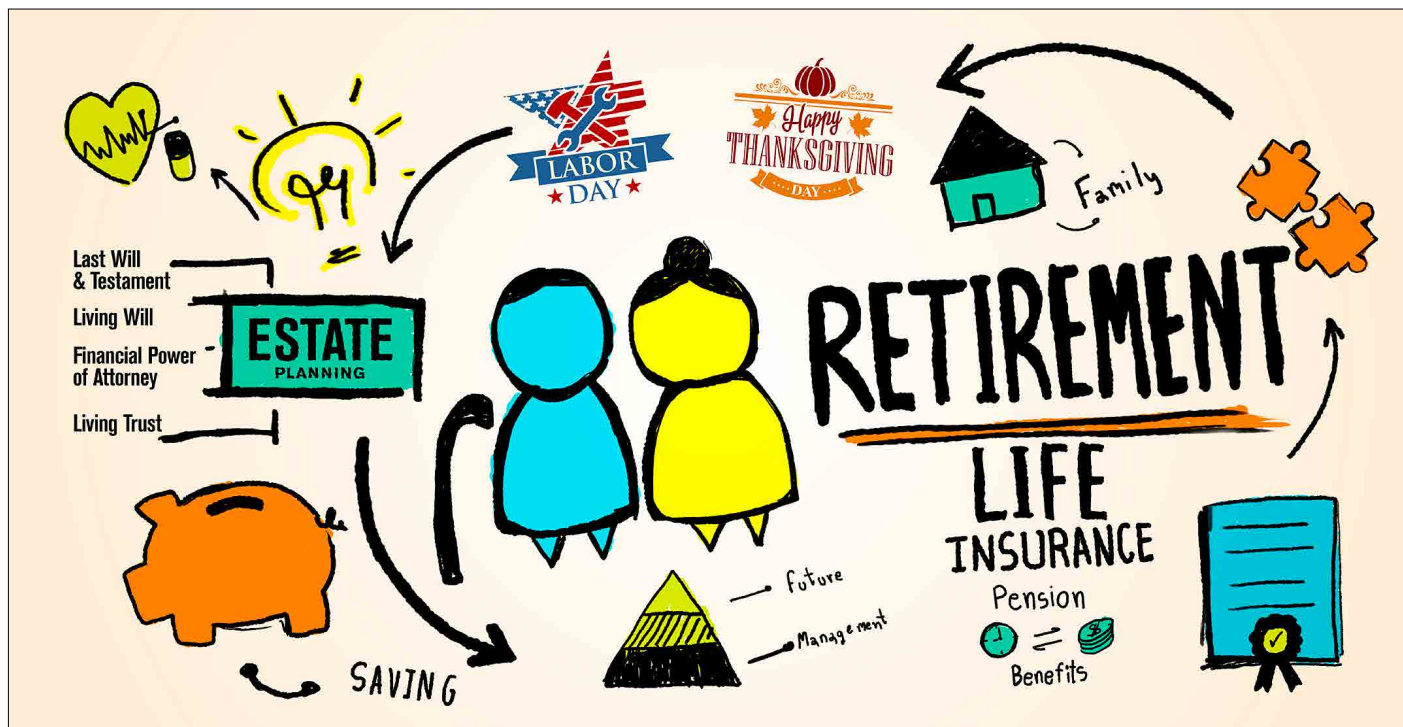 LABOR
DAY
Happy
THANKSGIVING
DAY
Family
Last Will
& Testament
Living Will
Financial Power
of Attorney
Living Trust
ESTATE
PLANNING
RETIREMENT
LIFE
INSURANCE
Pension
$
Benefits
Future
Management
SAVING